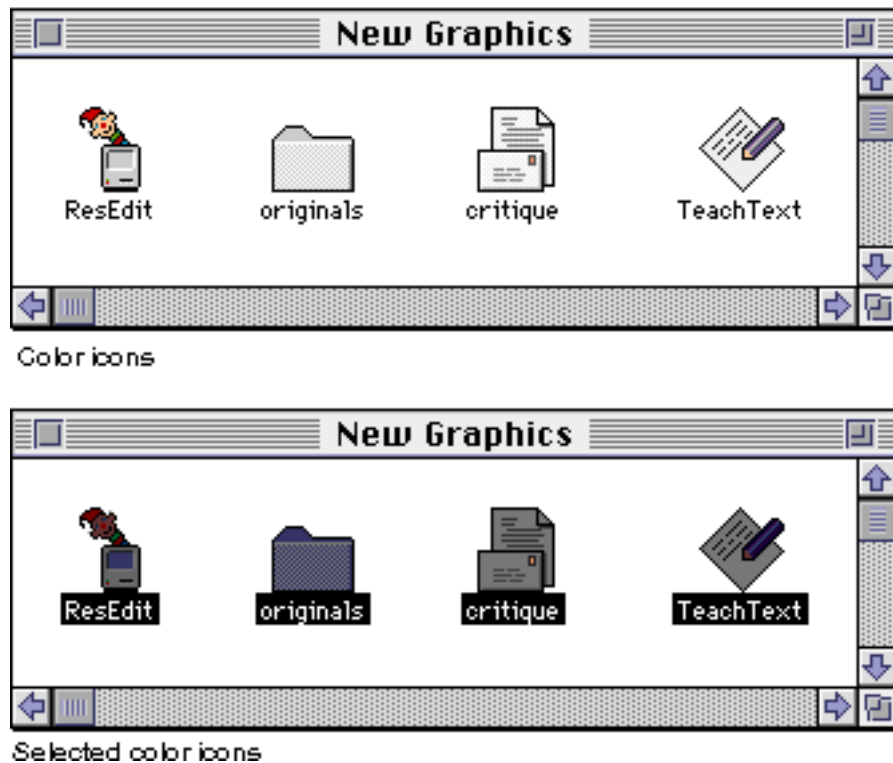 New Graphics
ResEdit originals critique TeachText
Color icons
New Graphics
ResEdit originals critique TeachText
Selected color icons